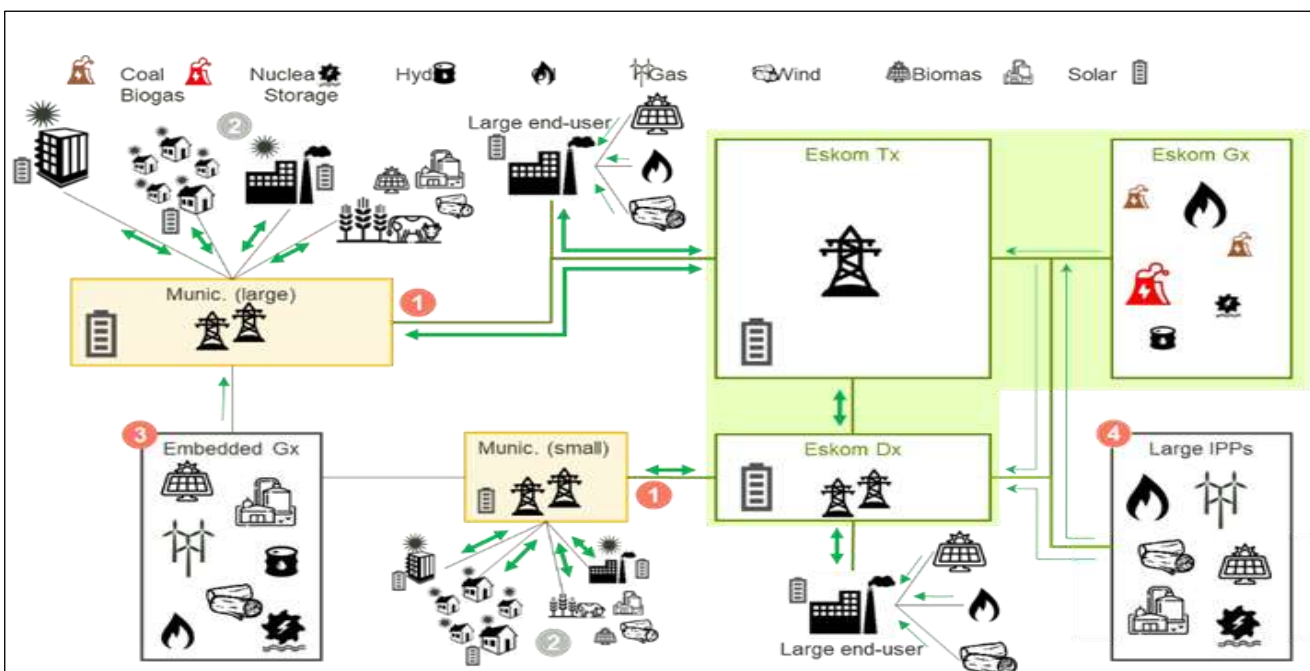 Coal Nuclea Hyd Gas Wind Biomas Solar
Biogas Storage
2
Large end-user
Eskom Tx
Eskom Gx
Munic. (large)
1
3
Embedded Gx
Munic. (small)
1
Eskom Dx
4
Large IPPs
2
Large end-user